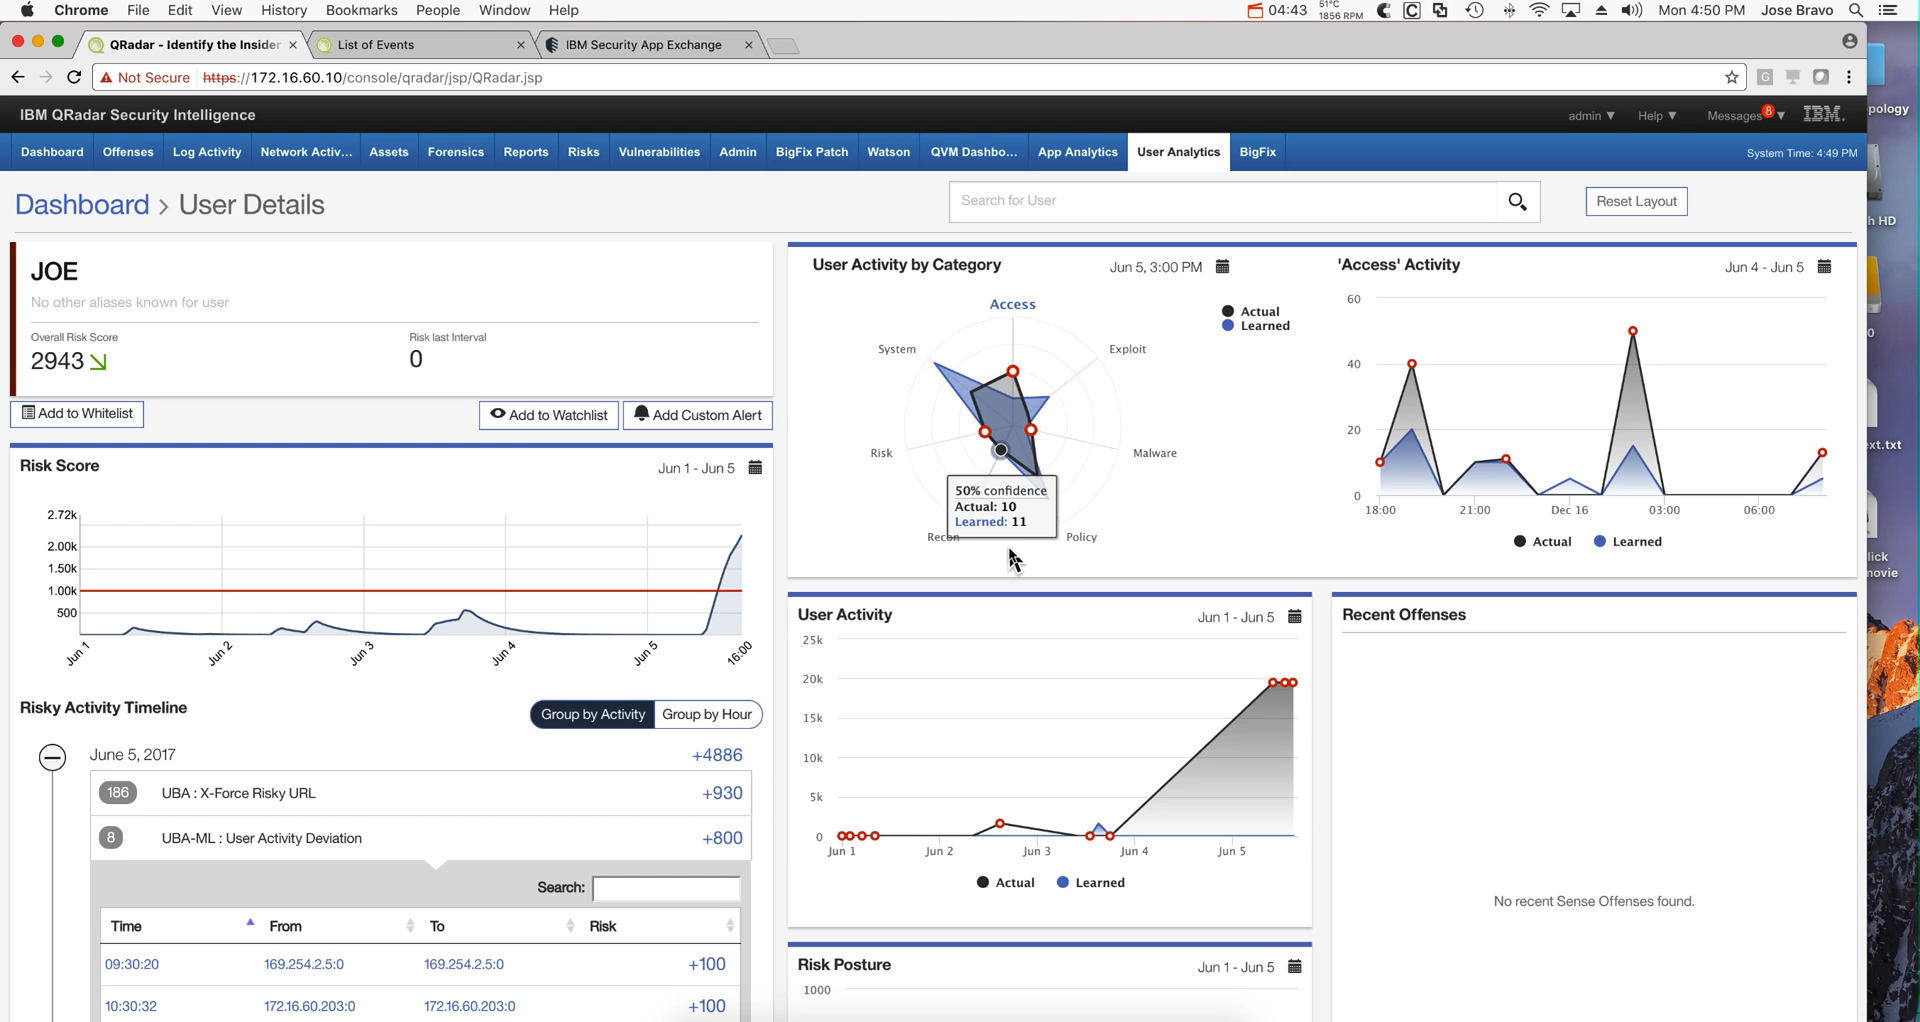 Chrome File Edit View History Bookmarks People Window Help
04:43 51°C 1856 RPM Mon 4:50 PM Jose Bravo
QRadar - Identify the Insider × List of Events × IBM Security App Exchange ×
Not Secure https://172.16.60.10/console/qradar/jsp/QRadar.jsp
IBM QRadar Security Intelligence
admin ▼ Help ▼ Messages 8 ▼ IBM.
Dashboard Offenses Log Activity Network Activ... Assets Forensics Reports Risks Vulnerabilities Admin BigFix Patch Watson QVM Dashbo... App Analytics User Analytics BigFix
System Time: 4:49 PM
Dashboard > User Details
Search for User
Reset Layout
JOE
No other aliases known for user
Overall Risk Score
2943
Risk last Interval
0
Add to Whitelist
Add to Watchlist
Add Custom Alert
Risk Score
Jun 1 - Jun 5
2.72k
2.00k
1.50k
1.00k
500
Jun 1 Jun 2 Jun 3 Jun 4 Jun 5 16:00
Risky Activity Timeline
Group by Activity Group by Hour
June 5, 2017 +4886
186 UBA : X-Force Risky URL +930
8 UBA-ML : User Activity Deviation +800
Search:
Time From To Risk
09:30:20 169.254.2.5:0 169.254.2.5:0 +100
10:30:32 172.16.60.203:0 172.16.60.203:0 +100
User Activity by Category
Jun 5, 3:00 PM
Actual
Learned
Access
System
Exploit
Risk
Malware
Recon
Policy
50% confidence
Actual: 10
Learned: 11
'Access' Activity
Jun 4 - Jun 5
60
40
20
0
18:00 21:00 Dec 16 03:00 06:00
Actual Learned
User Activity
Jun 1 - Jun 5
25k
20k
15k
10k
5k
0
Jun 1 Jun 2 Jun 3 Jun 4 Jun 5
Actual Learned
Recent Offenses
No recent Sense Offenses found.
Risk Posture
Jun 1 - Jun 5
1000
pology
h HD
0
xt.txt
lick
novie